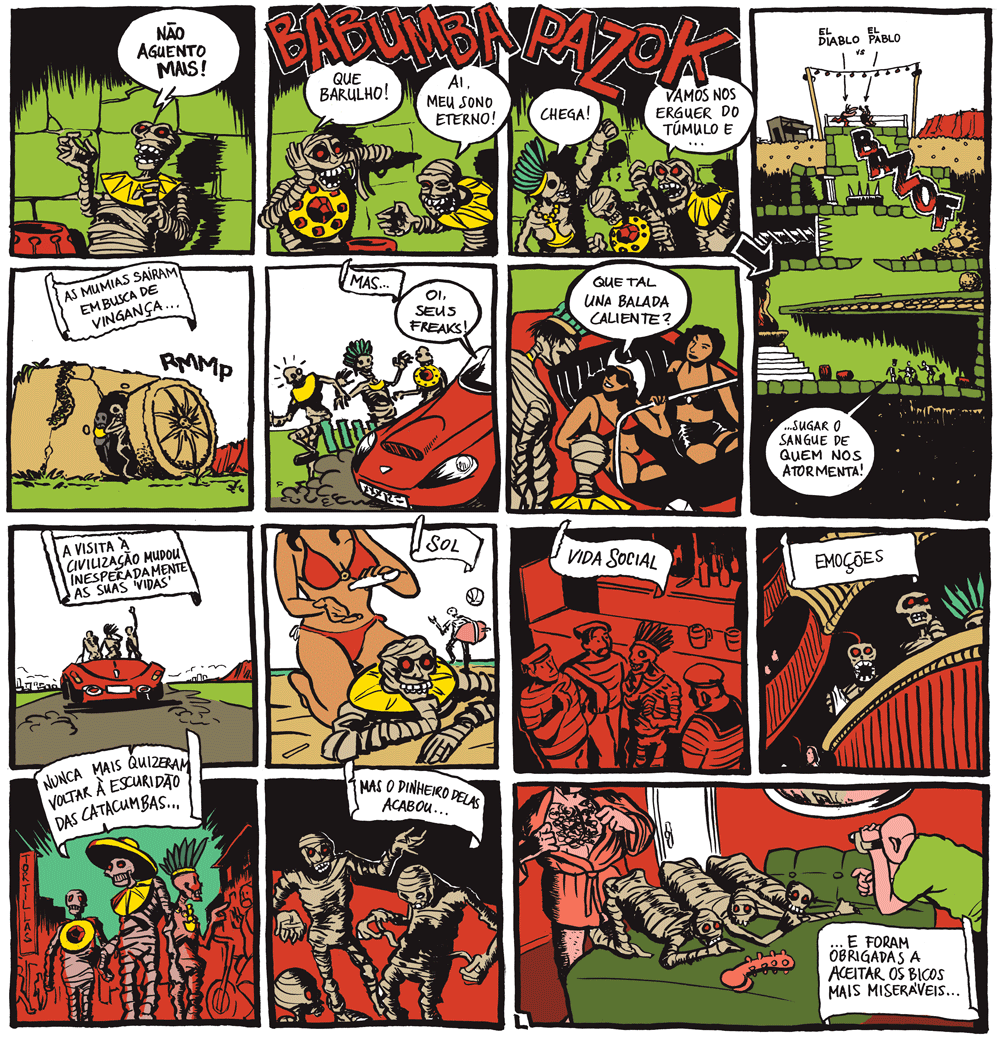 BABUMBA PAZOK
NÃO
AGUENTO
MAIS!
QUE
BARULHO!
AI,
MEU SONO
ETERNO!
CHEGA!
VAMOS NOS
ERGUER DO
TÚMULO E
...
EL
DIABLO
VS
EL
PABLO
...SUGAR O
SANGUE DE
QUEM NOS
ATORMENTA!
AS MUMIAS SAÍRAM
EM BUSCA DE
VINGANÇA...
RMMP
MAS...
OI,
SEUS
FREAKS!
QUE TAL
UNA BALADA
CALIENTE?
A VISITA À
CIVILIZAÇÃO MUDOU
INESPERADAMENTE
AS SUAS 'VIDAS'
SOL
VIDA SOCIAL
EMOÇÕES
NUNCA MAIS QUIZERAM
VOLTAR À ESCURIDÃO
DAS CATACUMBAS...
TORTILLAS
MAS O DINHEIRO DELAS
ACABOU...
...E FORAM
OBRIGADAS A
ACEITAR OS BICOS
MAIS MISERÁVEIS...